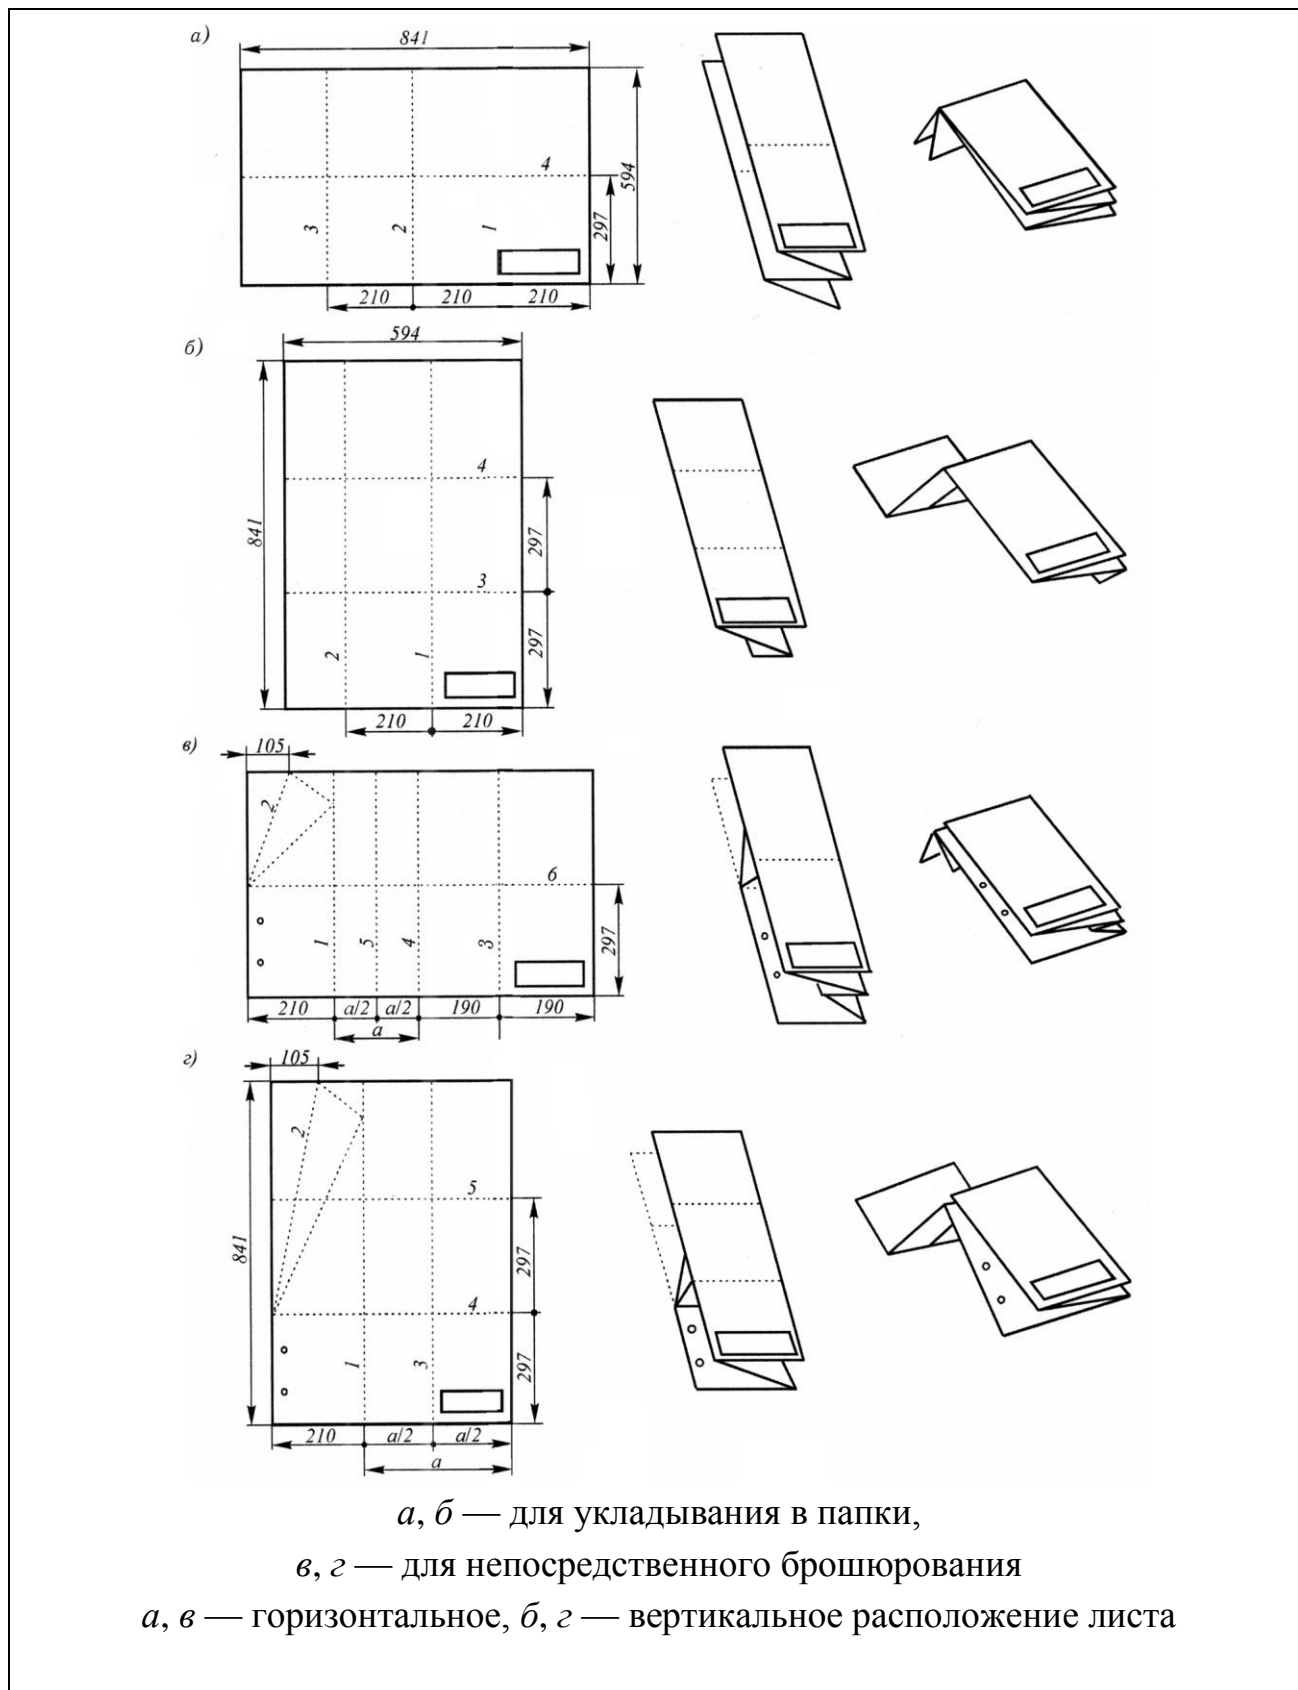 а)
841
4
594
3
2
1
297
210 210 210
б)
594
4
841
297
3
2
1
297
210 210
в)
105
2
6
1
5
4
3
297
210 a/2 a/2 190 190
a
г)
105
2
5
841
297
4
1
3
297
210 a/2 a/2
a
а, б — для укладывания в папки,
в, г — для непосредственного брошюрования
а, в — горизонтальное, б, г — вертикальное расположение листа